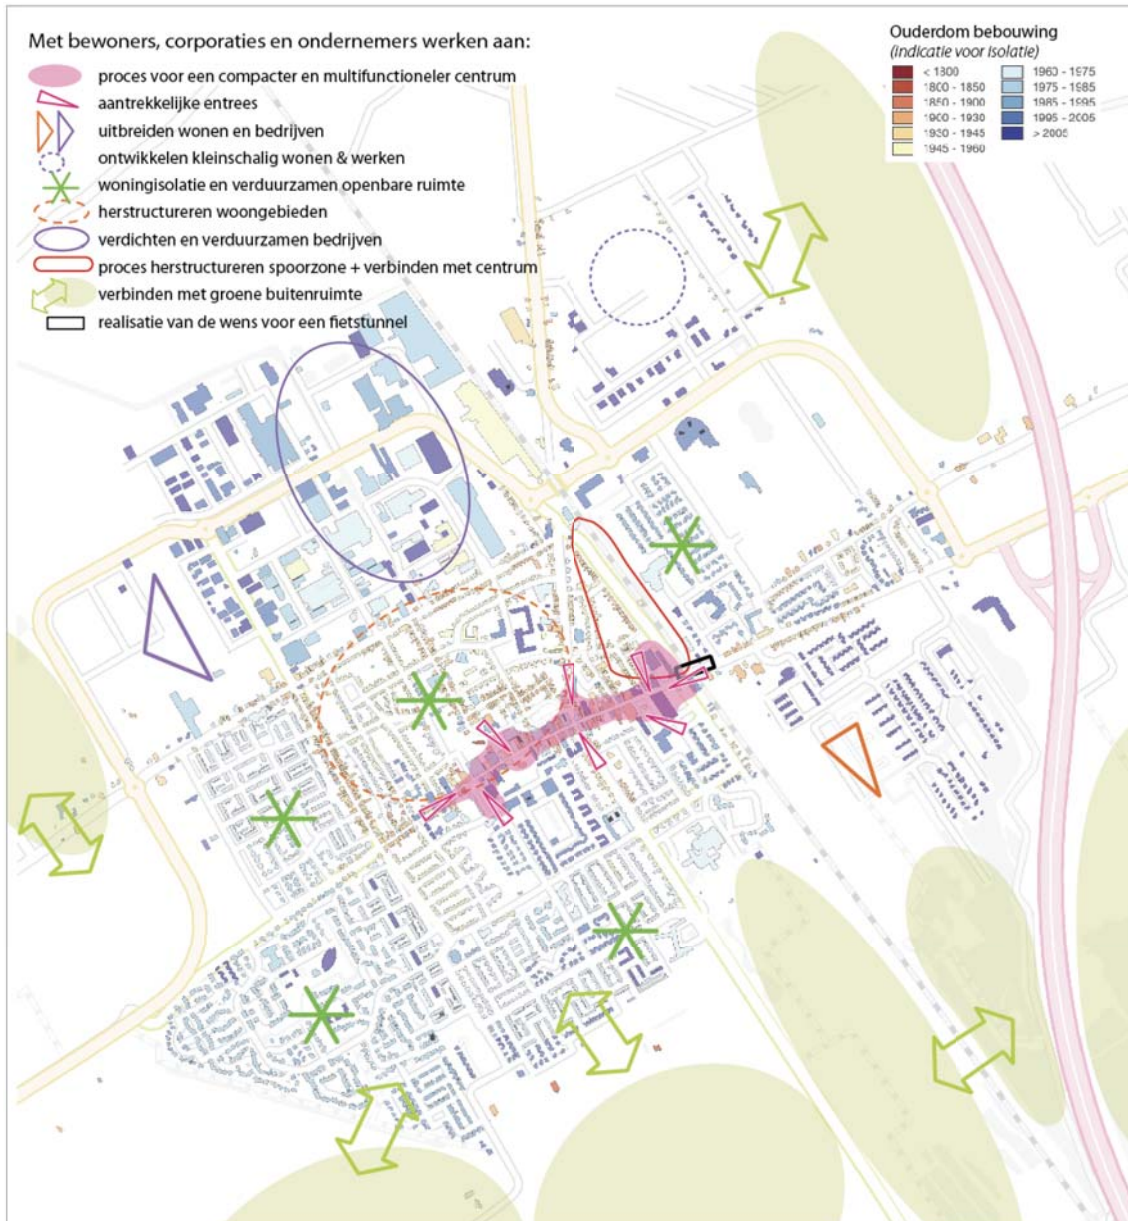 Met bewoners, corporaties en ondernemers werken aan:
proces voor een compacter en multifunctioneler centrum
aantrekkelijke entrees
uitbreiden wonen en bedrijven
ontwikkelen kleinschalig wonen & werken
woningisolatie en verduurzamen openbare ruimte
herstructureren woongebieden
verdichten en verduurzamen bedrijven
proces herstructureren spoorzone + verbinden met centrum
verbinden met groene buitenruimte
realisatie van de wens voor een fietstunnel
Ouderdom bebouwing
(indicatie voor isolatie)
< 1800
1800 - 1850
1850 - 1900
1900 - 1930
1930 - 1945
1945 - 1960
1960 - 1975
1975 - 1985
1985 - 1995
1995 - 2005
> 2005